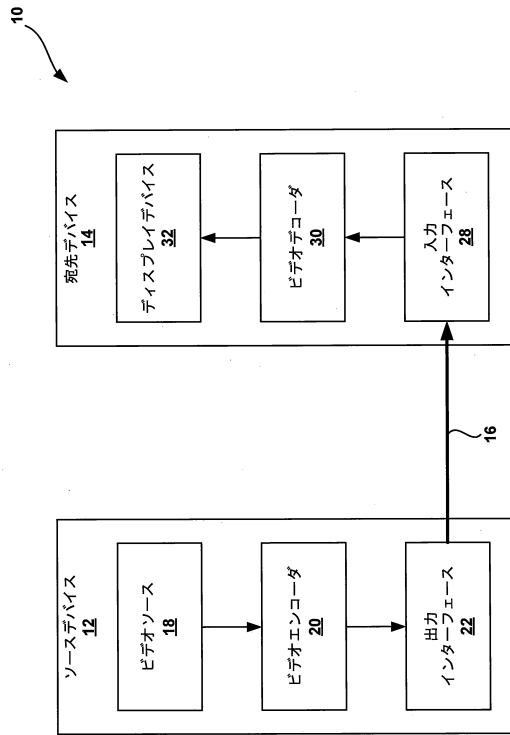 10
ソースデバイス
12
ビデオソース
18
ビデオエンコーダ
20
出力
インターフェース
22
16
宛先デバイス
14
ディスプレイデバイス
32
ビデオデコーダ
30
入力
インターフェース
28